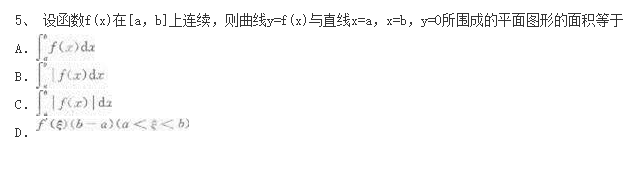 5、 设函数f(x)在[a, b]上连续，则曲线y=f(x)与直线x=a, x=b, y=0所围成的平面图形的面积等于
A. ∫f(x)dx
B. ∫|f(x)dx
C. ∫|f(x)|dx
D. f'(ξ)(b-a)(a<ξ<b)